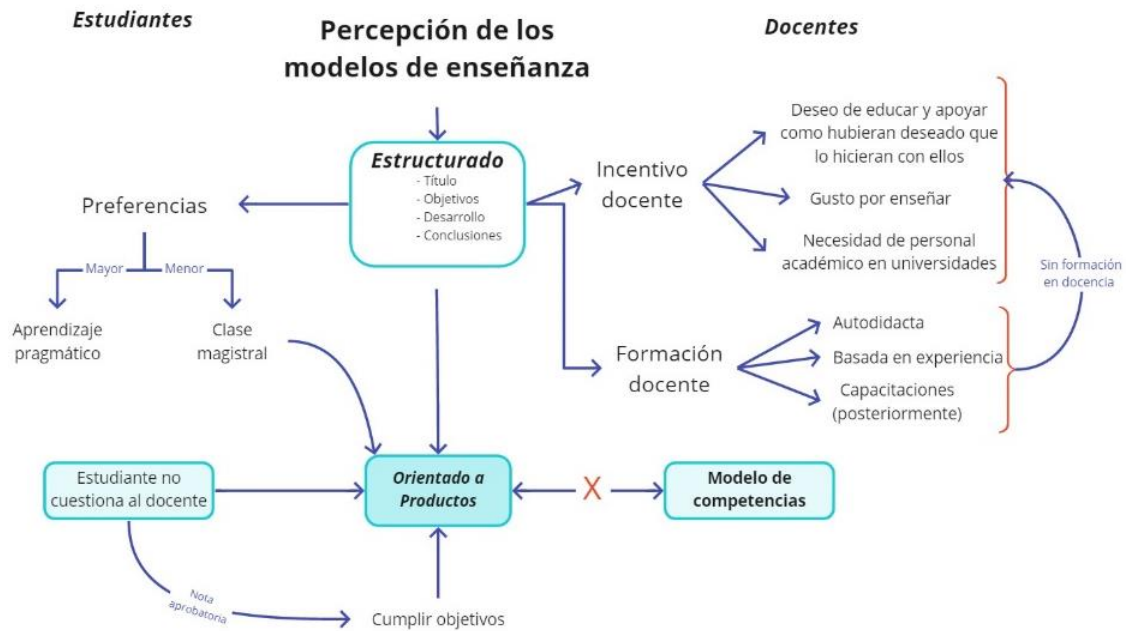 Estudiantes
Percepción de los
modelos de enseñanza
Docentes
Estructurado
- Título
- Objetivos
- Desarrollo
- Conclusiones
Preferencias
Mayor
Menor
Aprendizaje
pragmático
Clase
magistral
Incentivo
docente
Deseo de educar y apoyar
como hubieran deseado que
lo hicieran con ellos
Gusto por enseñar
Necesidad de personal
académico en universidades
Sin formación
en docencia
Formación
docente
Autodidacta
Basada en experiencia
Capacitaciones
(posteriormente)
Estudiante no
cuestiona al docente
Orientado a
Productos
X
Modelo de
competencias
Nota
aprobatoria
Cumplir objetivos